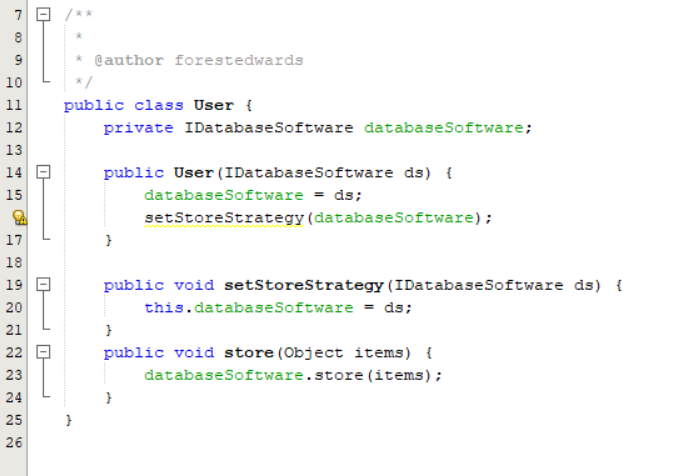 7 /**
8 *
9 * @author forestedwards
10 */
11 public class User {
12 private IDatabaseSoftware databaseSoftware;
13
14 public User(IDatabaseSoftware ds) {
15 databaseSoftware = ds;
setStoreStrategy(databaseSoftware);
17 }
18
19 public void setStoreStrategy(IDatabaseSoftware ds) {
20 this.databaseSoftware = ds;
21 }
22 public void store(Object items) {
23 databaseSoftware.store(items);
24 }
25 }
26